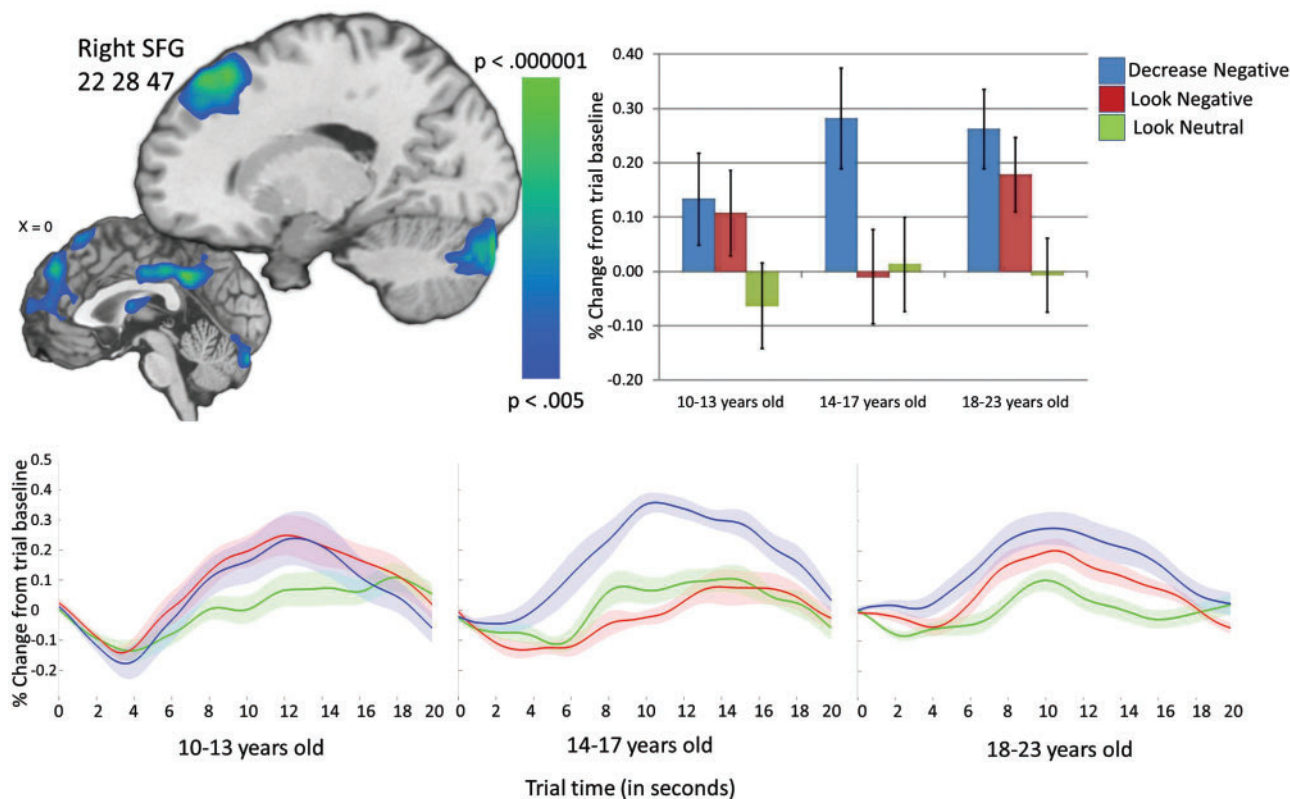 Right SFG
22 28 47
p < .000001
p < .005
X = 0
% Change from trial baseline
0.40
0.30
0.20
0.10
0.00
-0.10
-0.20
10-13 years old
14-17 years old
18-23 years old
Decrease Negative
Look Negative
Look Neutral
% Change from trial baseline
0.5
0.4
0.3
0.2
0.1
0
-0.1
-0.2
0 2 4 6 8 10 12 14 16 18 20
0 2 4 6 8 10 12 14 16 18 20
0 2 4 6 8 10 12 14 16 18 20
10-13 years old
14-17 years old
18-23 years old
Trial time (in seconds)